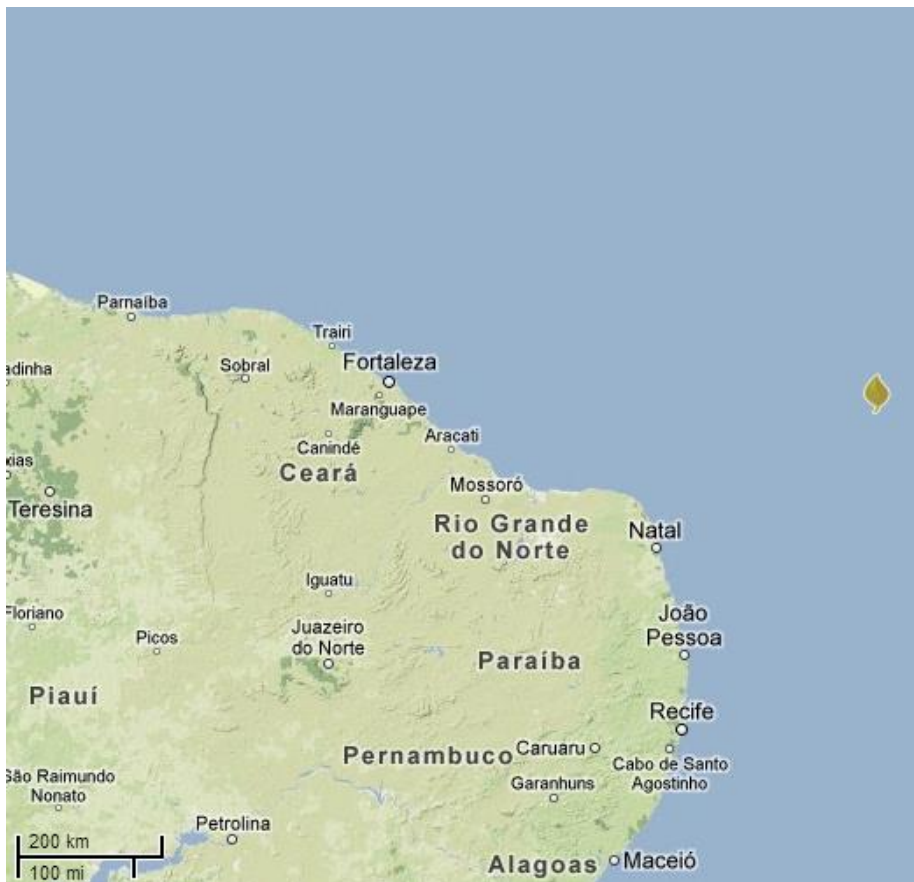 Parnaíba
Trairi
Fortaleza
Sobral
adinha
Maranguape
Aracati
Canindé
xias
Ceará
Mossoró
Teresina
Rio Grande
do Norte
Natal
Iguatu
Floriano
João
Pessoa
Juazeiro
do Norte
Picos
Paraíba
Piauí
Recife
Pernambuco
Caruaru
Cabo de Santo
Agostinho
Garanhuns
São Raimundo
Nonato
Petrolina
200 km
100 mi
Alagoas
Maceió